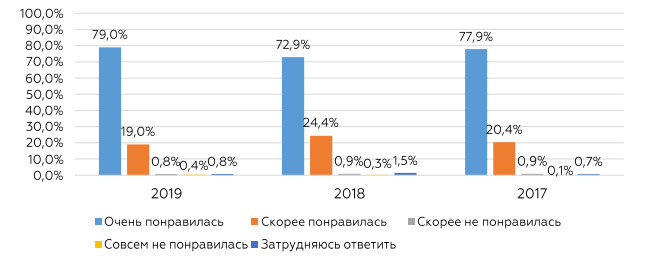 100,0%
90,0%
80,0%
70,0%
60,0%
50,0%
40,0%
30,0%
20,0%
10,0%
0,0%
79,0% 19,0% 0,8% 0,4% 0,8%
72,9% 24,4% 0,9% 0,3% 1,5%
77,9% 20,4% 0,9% 0,1% 0,7%
2019 2018 2017
Очень понравилась Скорее понравилась Скорее не понравилась
Совсем не понравилась Затрудняюсь ответить